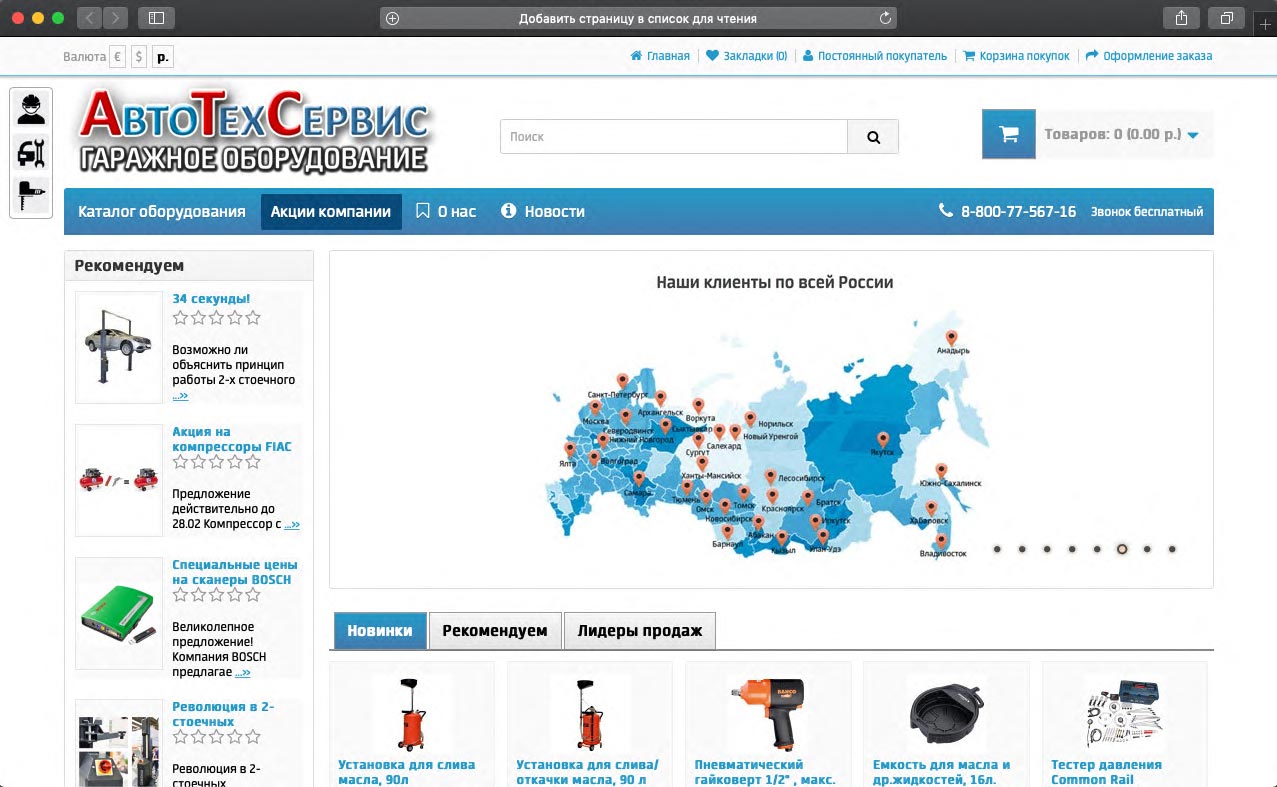 Добавить страницу в список для чтения
Валюта € $ р.
Главная Закладки (0) Постоянный покупатель Корзина покупок Оформление заказа
АВТОТЕХСЕРВИС
ГАРАЖНОЕ ОБОРУДОВАНИЕ
Поиск
Товаров: 0 (0.00 р.)
Каталог оборудования Акции компании О нас Новости
8-800-77-567-16 Звонок бесплатный
Рекомендуем
34 секунды!
Возможно ли
объяснить принцип
работы 2-х стоечного
...»
Акция на
компрессоры FIAC
Предложение
действительно до
28.02 Компрессор с ...»
Специальные цены
на сканеры BOSCH
Великолепное
предложение!
Компания BOSCH
предлагае ...»
Революция в 2-
стоечных
Революция в 2-
стоечных
Наши клиенты по всей России
Анадырь
Санкт-Петербург
Архангельск
Москва
Воркута
Норильск
Северодвинск
Сыктывкар
Новый Уренгой
Нижний Новгород
Салехард
Якутск
Сургут
Ялта
Волгоград
Ханты-Мансийск
Лесосибирск
Южно-Сахалинск
Самара
Тюмень
Томск
Братск
Омск
Красноярск
Новосибирск
Иркутск
Хабаровск
Абакан
Барнаул
Кызыл
Улан-Удэ
Владивосток
Новинки Рекомендуем Лидеры продаж
Установка для слива
масла, 90л
Установка для слива/
откачки масла, 90 л
Пневматический
гайковерт 1/2" , макс.
Емкость для масла и
др.жидкостей, 16л.
Тестер давления
Common Rail